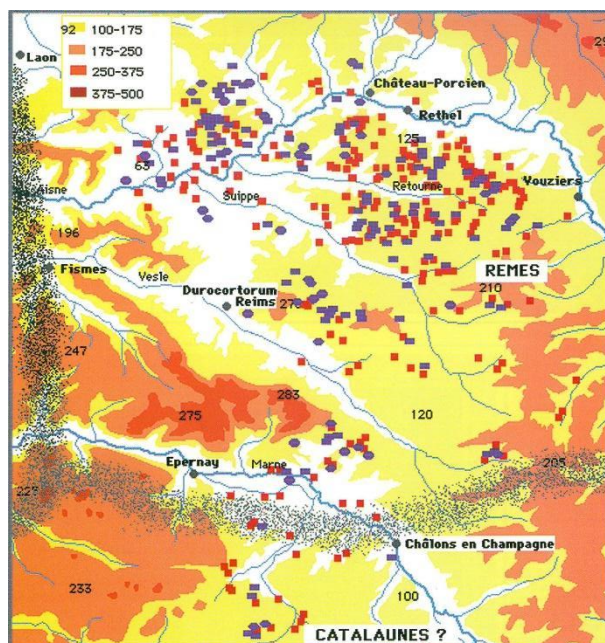 92 100-175
175-250
250-375
375-500
Laon
Château-Porcien
Rethel
125
63
Aisne
Suippe
Retourne
Vouziers
196
Fismes
Vesle
REMES
210
Durocortorum
Reims
247
275
283
120
Epernay
Marne
205
Châlons en Champagne
233
100
CATALAUNES ?